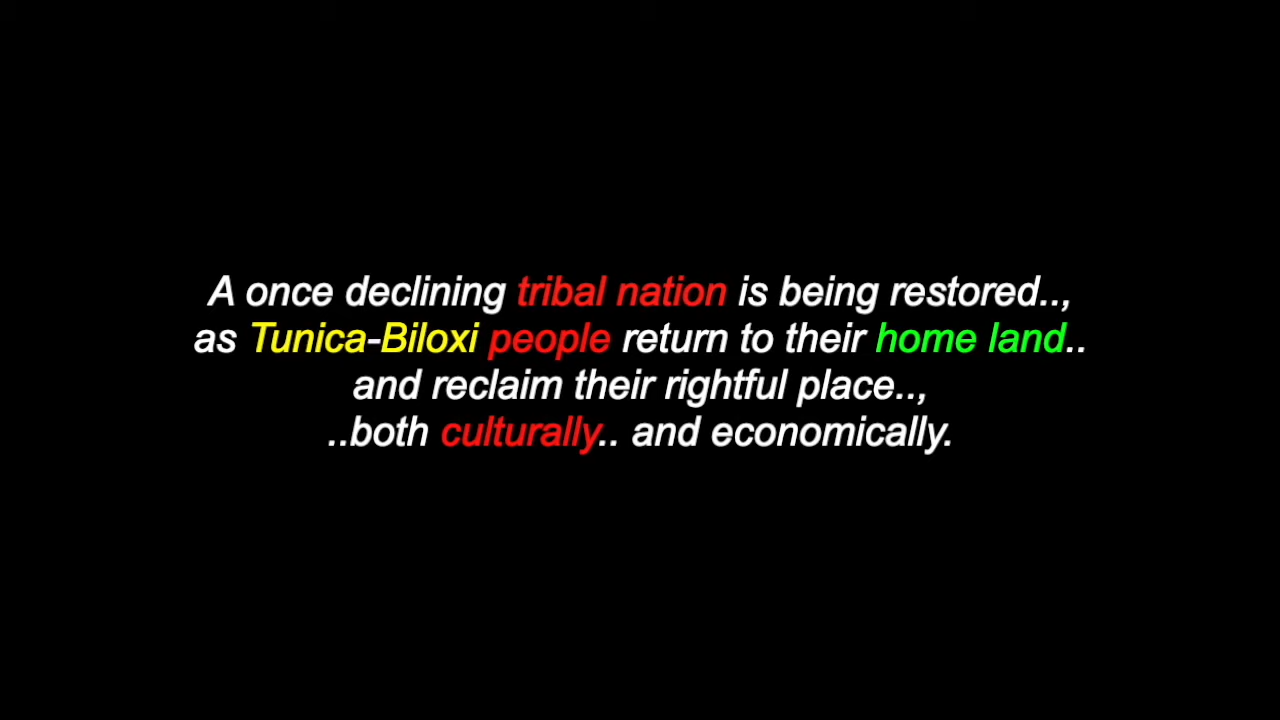 A once declining tribal nation is being restored..,
as Tunica-Biloxi people return to their home land..
and reclaim their rightful place..,
..both culturally.. and economically.